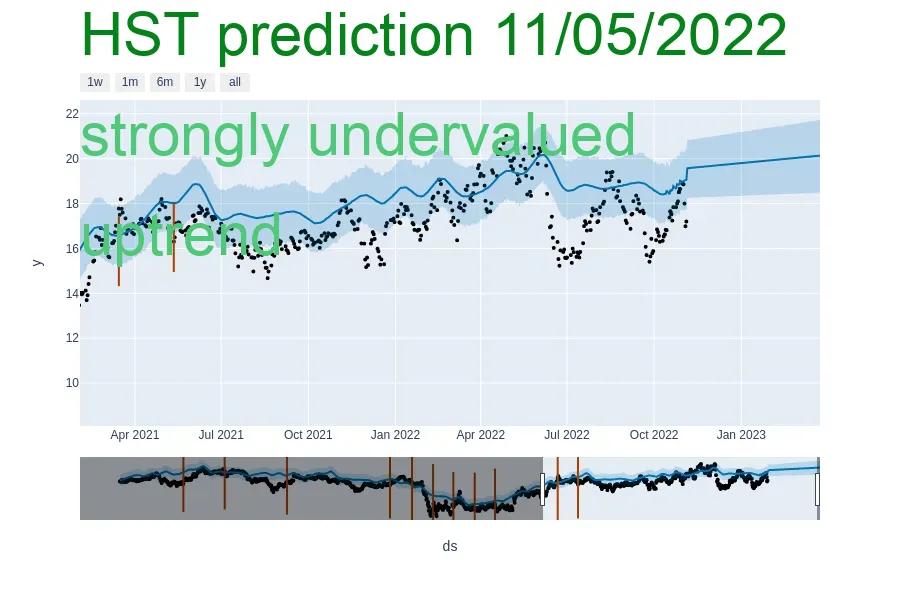 HST prediction 11/05/2022
1w 1m 6m 1y all
strongly undervalued
uptrend
22
20
18
16
14
12
10
y
Apr 2021 Jul 2021 Oct 2021 Jan 2022 Apr 2022 Jul 2022 Oct 2022 Jan 2023
ds